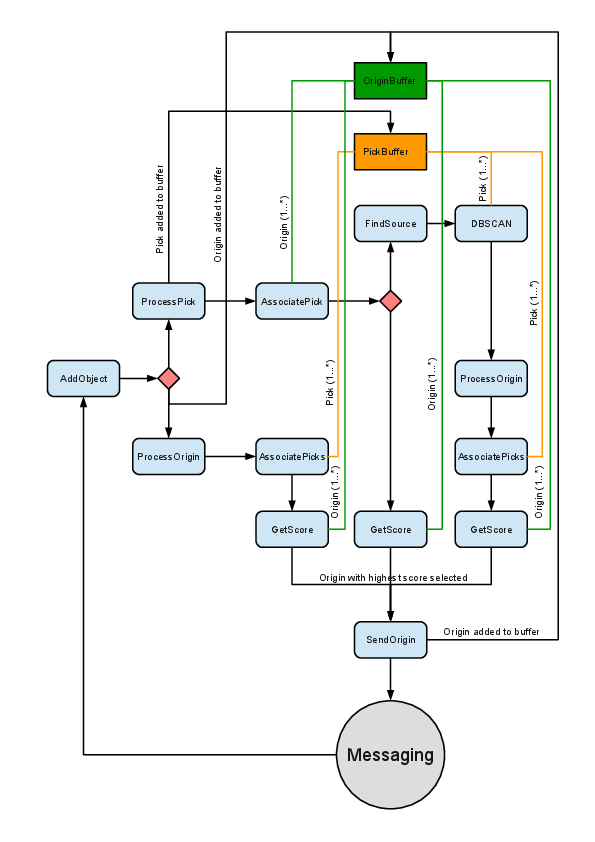 OriginBuffer
PickBuffer
Pick added to buffer
Origin added to buffer
Origin (1...*)
Pick (1...*)
FindSource
DBSCAN
ProcessPick
AssociatePick
Pick (1...*)
AddObject
Pick (1...*)
Origin (1...*)
ProcessOrigin
ProcessOrigin
AssociatePicks
AssociatePicks
Origin (1...*)
Origin (1...*)
GetScore
GetScore
GetScore
Origin with highest score selected
SendOrigin
Origin added to buffer
Messaging